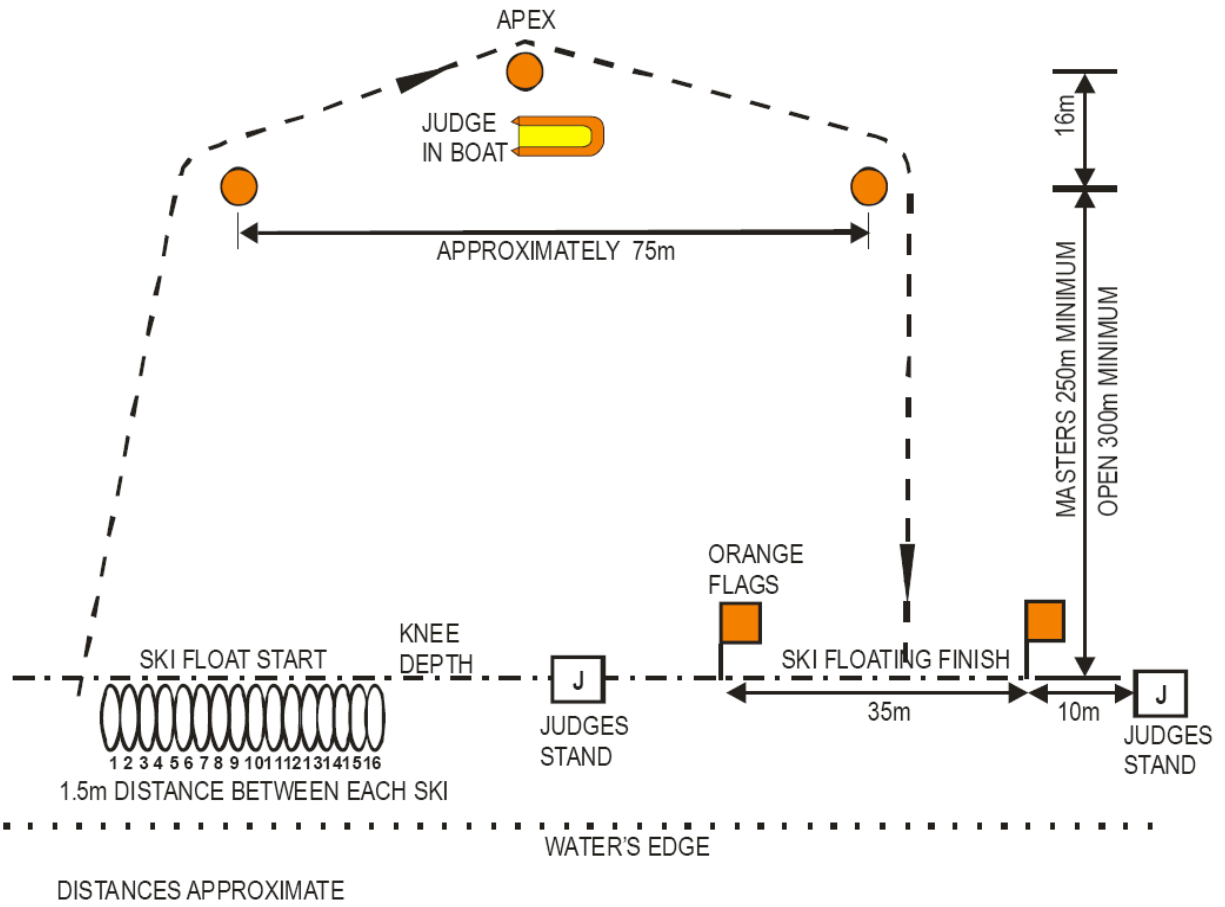 APEX
JUDGE
IN BOAT
16m
APPROXIMATELY 75m
MASTERS 250m MINIMUM
OPEN 300m MINIMUM
ORANGE
FLAGS
KNEE
DEPTH
SKI FLOAT START
SKI FLOATING FINISH
J
JUDGES
STAND
35m
10m
J
JUDGES
STAND
1 2 3 4 5 6 7 8 9 10 11 12 13 14 15 16
1.5m DISTANCE BETWEEN EACH SKI
WATER'S EDGE
DISTANCES APPROXIMATE